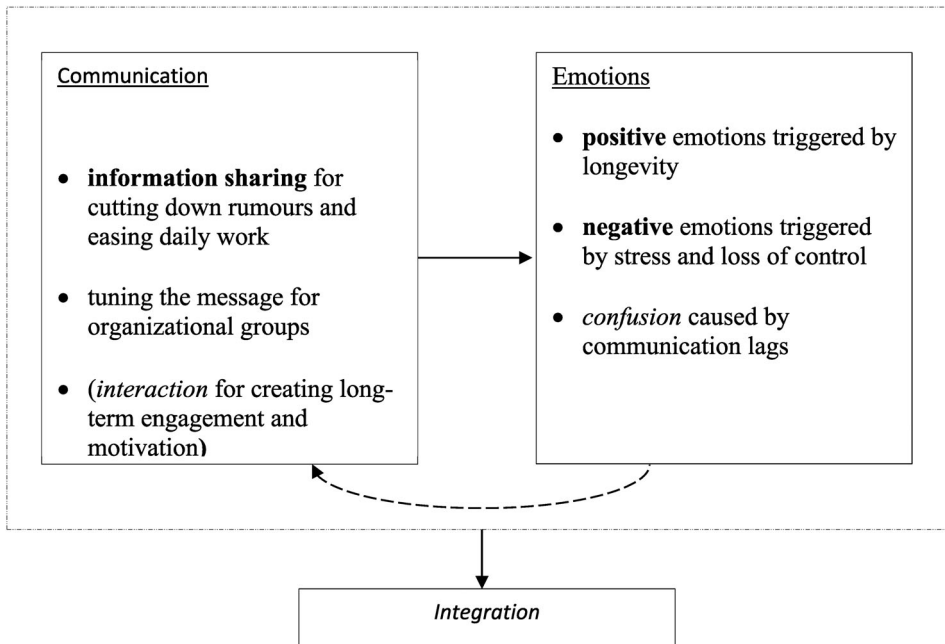 Communication
• information sharing for
cutting down rumours and
easing daily work
• tuning the message for
organizational groups
• (interaction for creating long-
term engagement and
motivation)
Emotions
• positive emotions triggered by
longevity
• negative emotions triggered
by stress and loss of control
• confusion caused by
communication lags
Integration